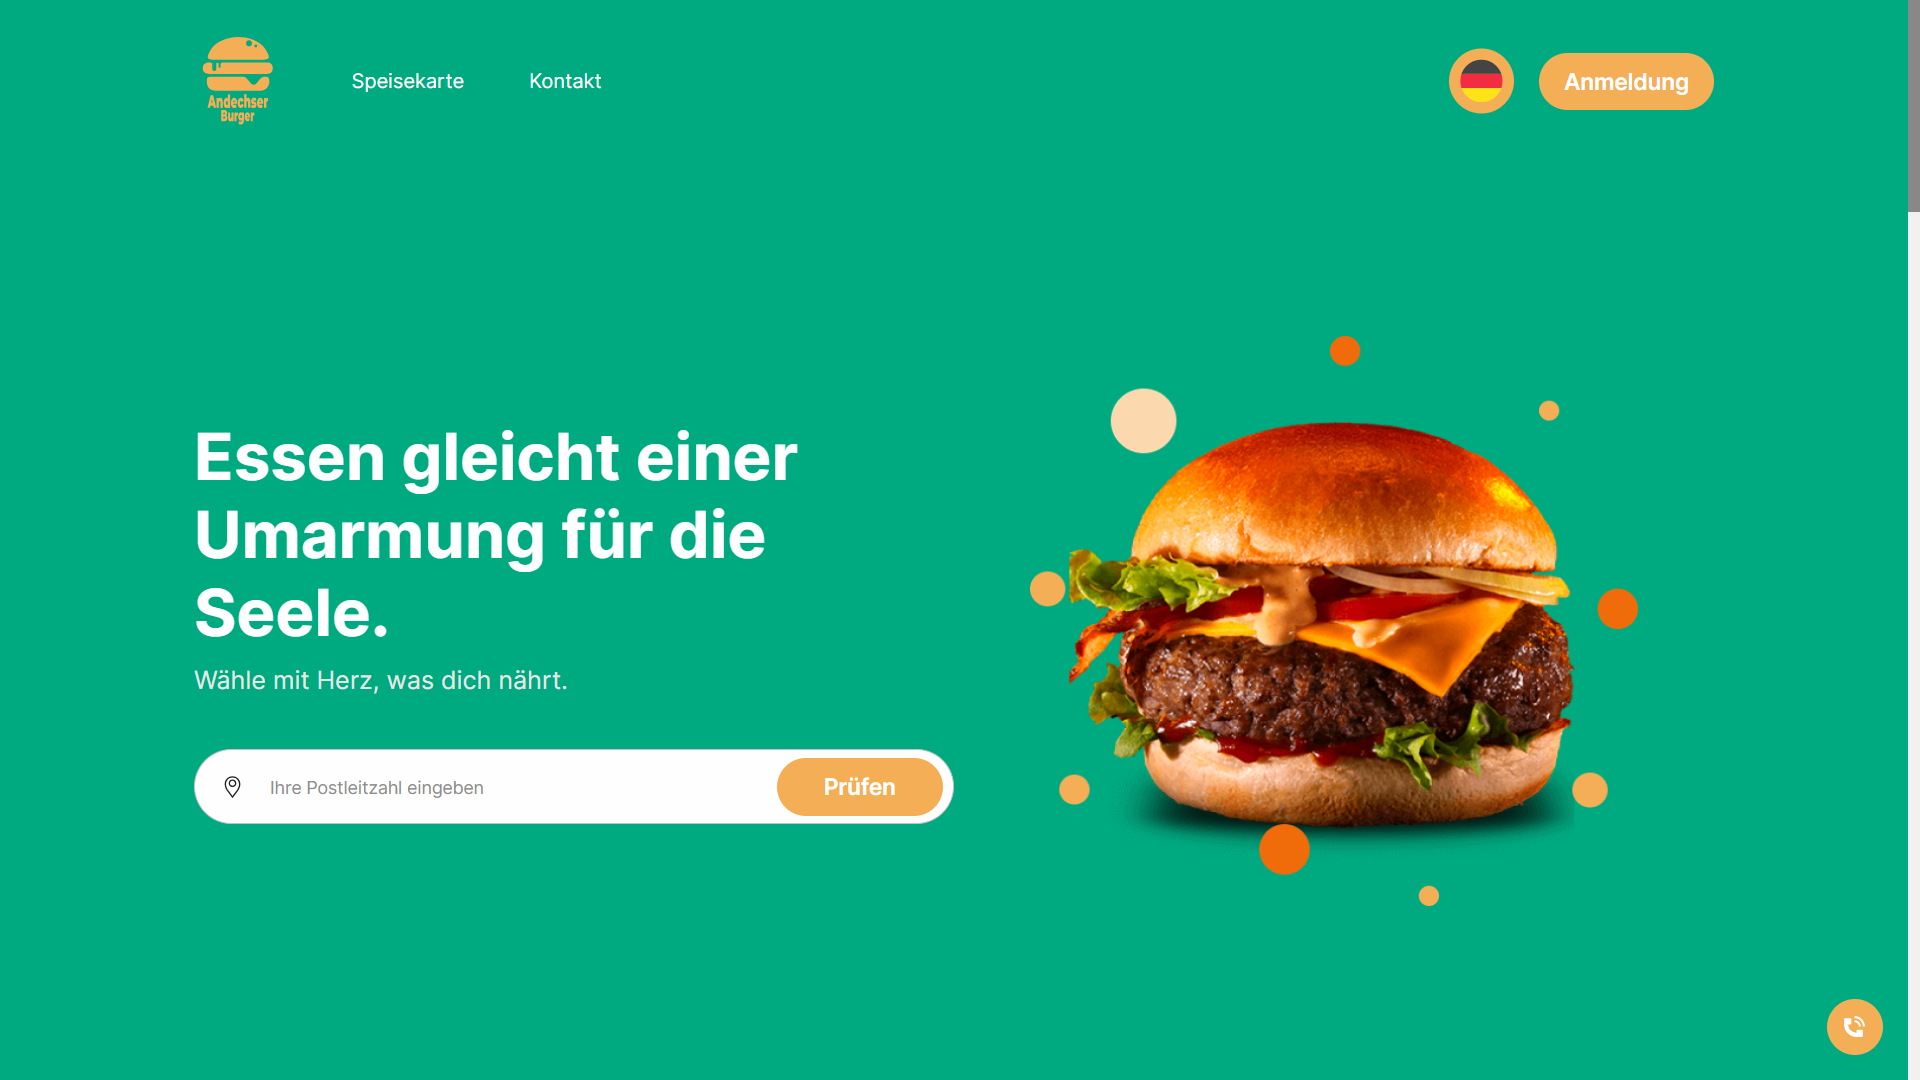 Andechser
Burger
Speisekarte
Kontakt
Anmeldung
Essen gleicht einer
Umarmung für die
Seele.
Wähle mit Herz, was dich nährt.
Ihre Postleitzahl eingeben
Prüfen